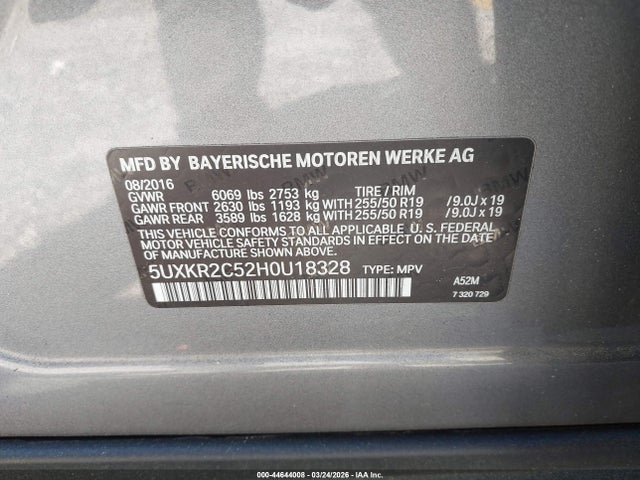 MFD BY BAYERISCHE MOTOREN WERKE AG
08/2016
GVWR 6069 lbs 2753 kg TIRE / RIM
GAWR FRONT 2630 lbs 1193 kg WITH 255/50 R19 / 9.0J x 19
GAWR REAR 3589 lbs 1628 kg WITH 255/50 R19 / 9.0J x 19
THIS VEHICLE CONFORMS TO ALL APPLICABLE U.S. FEDERAL
MOTOR VEHICLE SAFETY STANDARDS IN EFFECT ON THE DATE
OF MANUFACTURE SHOWN ABOVE.
5UXKR2C52H0U18328 TYPE: MPV A52M
7 320 729
000-44644008 - 03/24/2026 - IAA Inc.